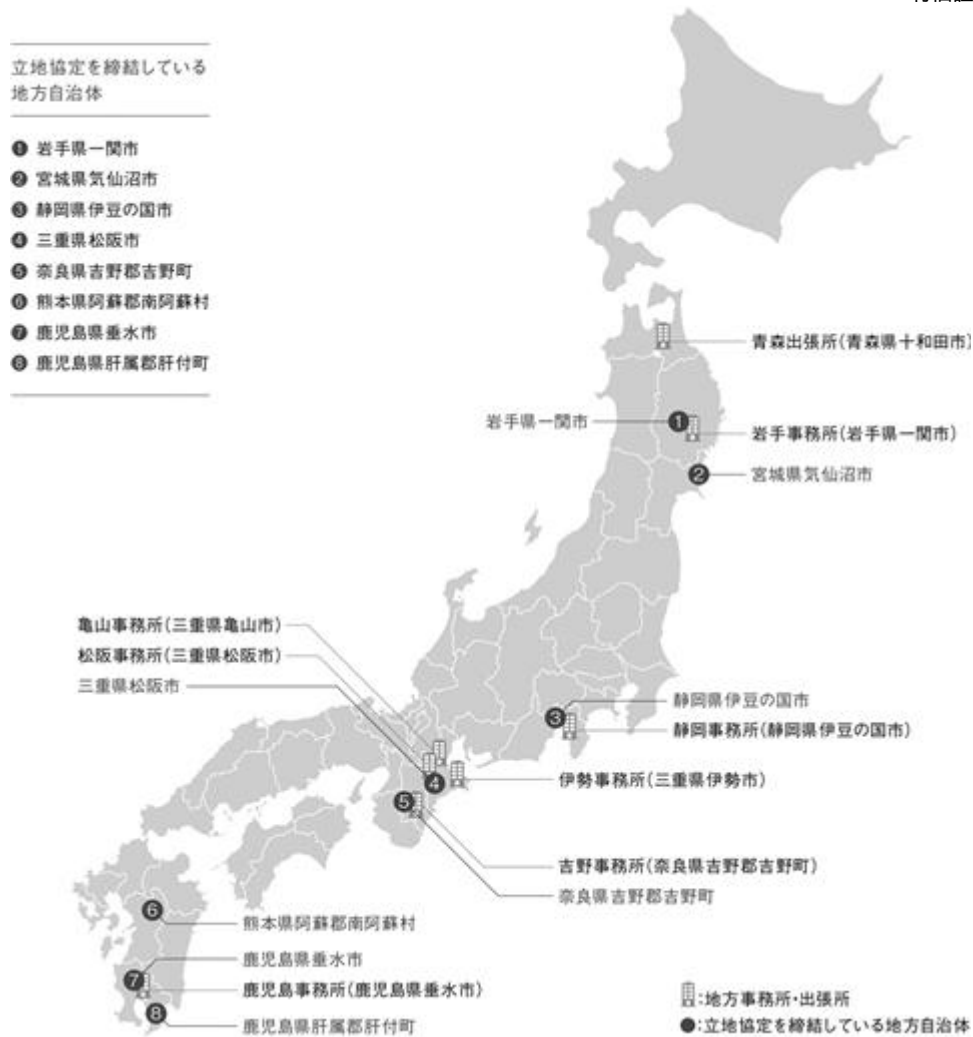 立地協定を締結している
地方自治体
❶ 岩手県一関市
❷ 宮城県気仙沼市
❸ 静岡県伊豆の国市
❹ 三重県松阪市
❺ 奈良県吉野郡吉野町
❻ 熊本県阿蘇郡南阿蘇村
❼ 鹿児島県垂水市
❽ 鹿児島県肝属郡肝付町
青森出張所(青森県十和田市)
岩手県一関市
❶
岩手事務所(岩手県一関市)
❷
宮城県気仙沼市
亀山事務所(三重県亀山市)
松阪事務所(三重県松阪市)
三重県松阪市
静岡県伊豆の国市
❸
静岡事務所(静岡県伊豆の国市)
伊勢事務所(三重県伊勢市)
❹
❺
吉野事務所(奈良県吉野郡吉野町)
奈良県吉野郡吉野町
❻
熊本県阿蘇郡南阿蘇村
鹿児島県垂水市
❼
鹿児島事務所(鹿児島県垂水市)
❽
鹿児島県肝属郡肝付町
:地方事務所・出張所
●:立地協定を締結している地方自治体